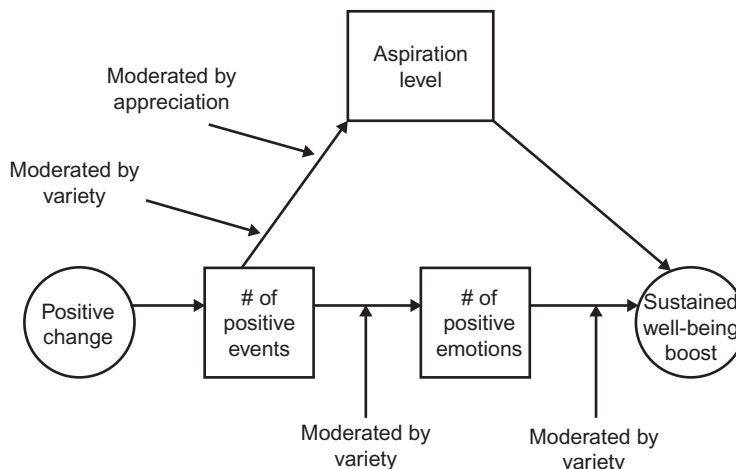 Aspiration
level
Moderated by
appreciation
Moderated by
variety
Positive
change
# of
positive
events
# of
positive
emotions
Sustained
well-being
boost
Moderated by
variety
Moderated by
variety